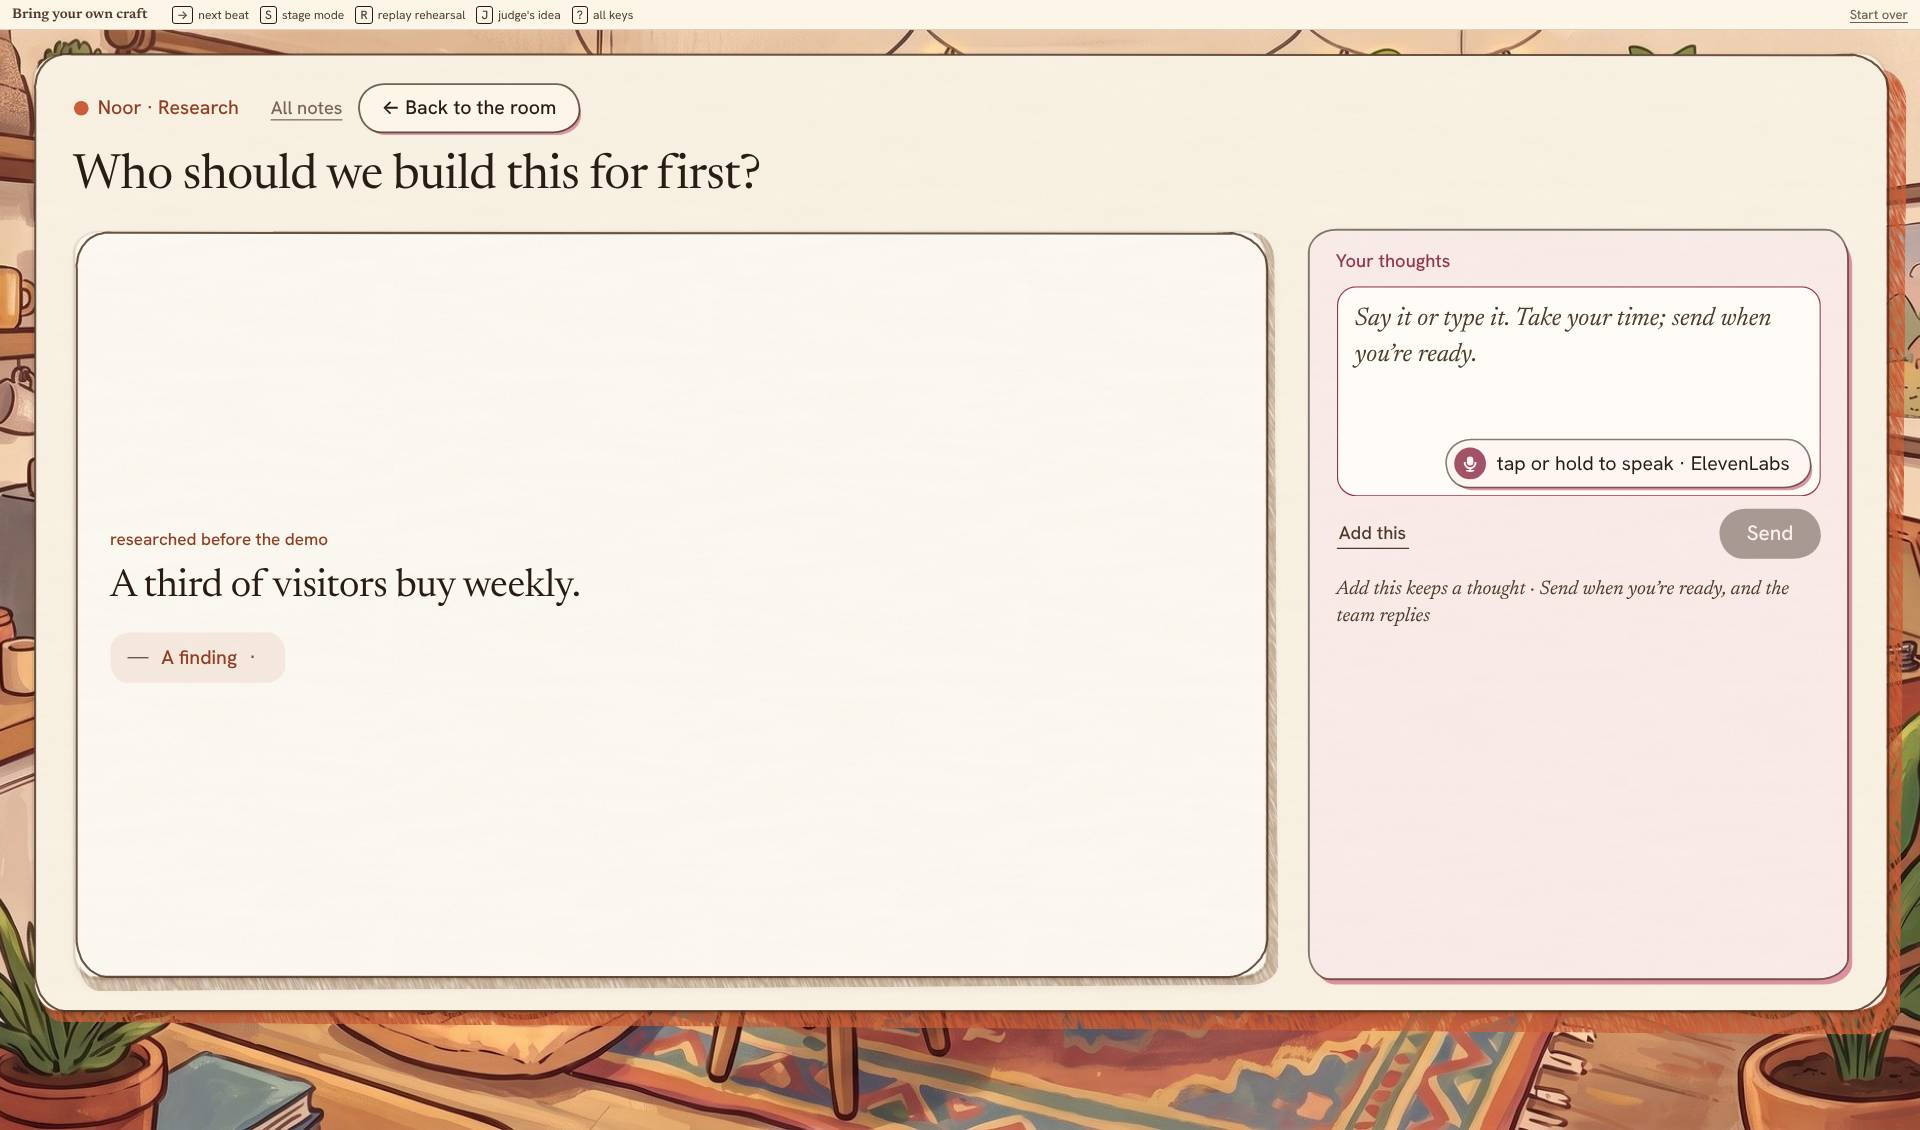 Bring your own craft → next beat S stage mode R replay rehearsal J judge's idea ? all keys Start over
Noor · Research All notes ← Back to the room
Who should we build this for first?
researched before the demo
A third of visitors buy weekly.
— A finding ·
Your thoughts
Say it or type it. Take your time; send when
you’re ready.
tap or hold to speak · ElevenLabs
Add this Send
Add this keeps a thought · Send when you’re ready, and the
team replies